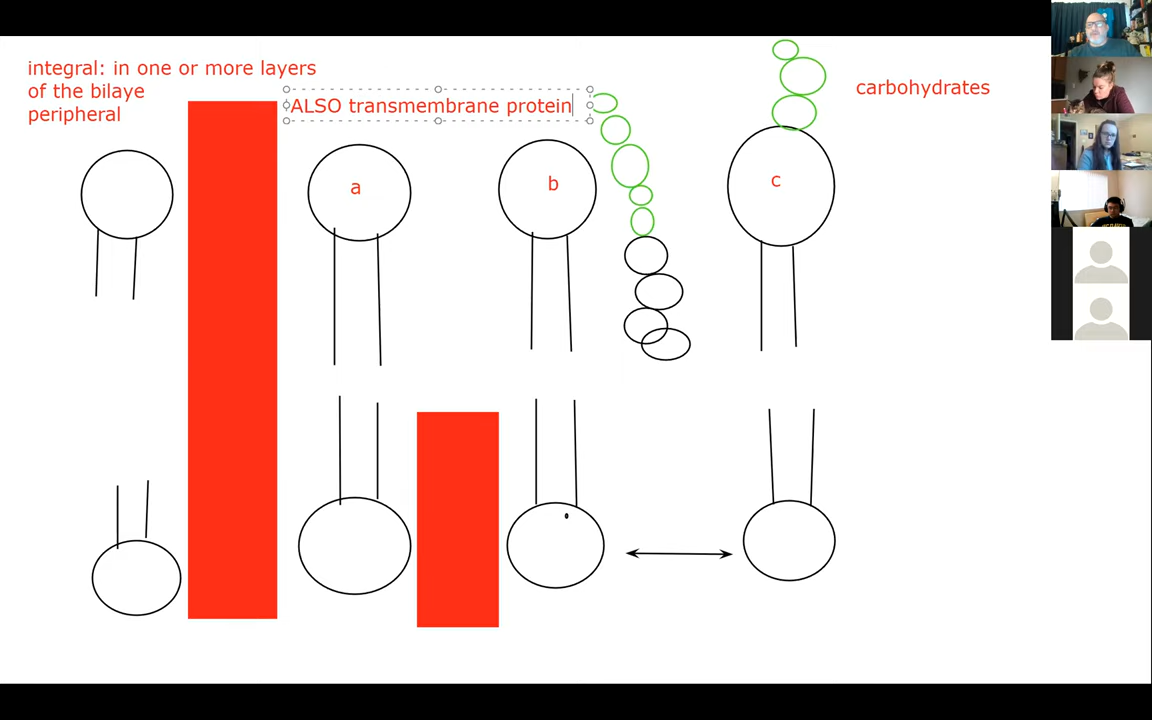 integral: in one or more layers
of the bilaye
peripheral
ALSO transmembrane protein
carbohydrates
a
b
c